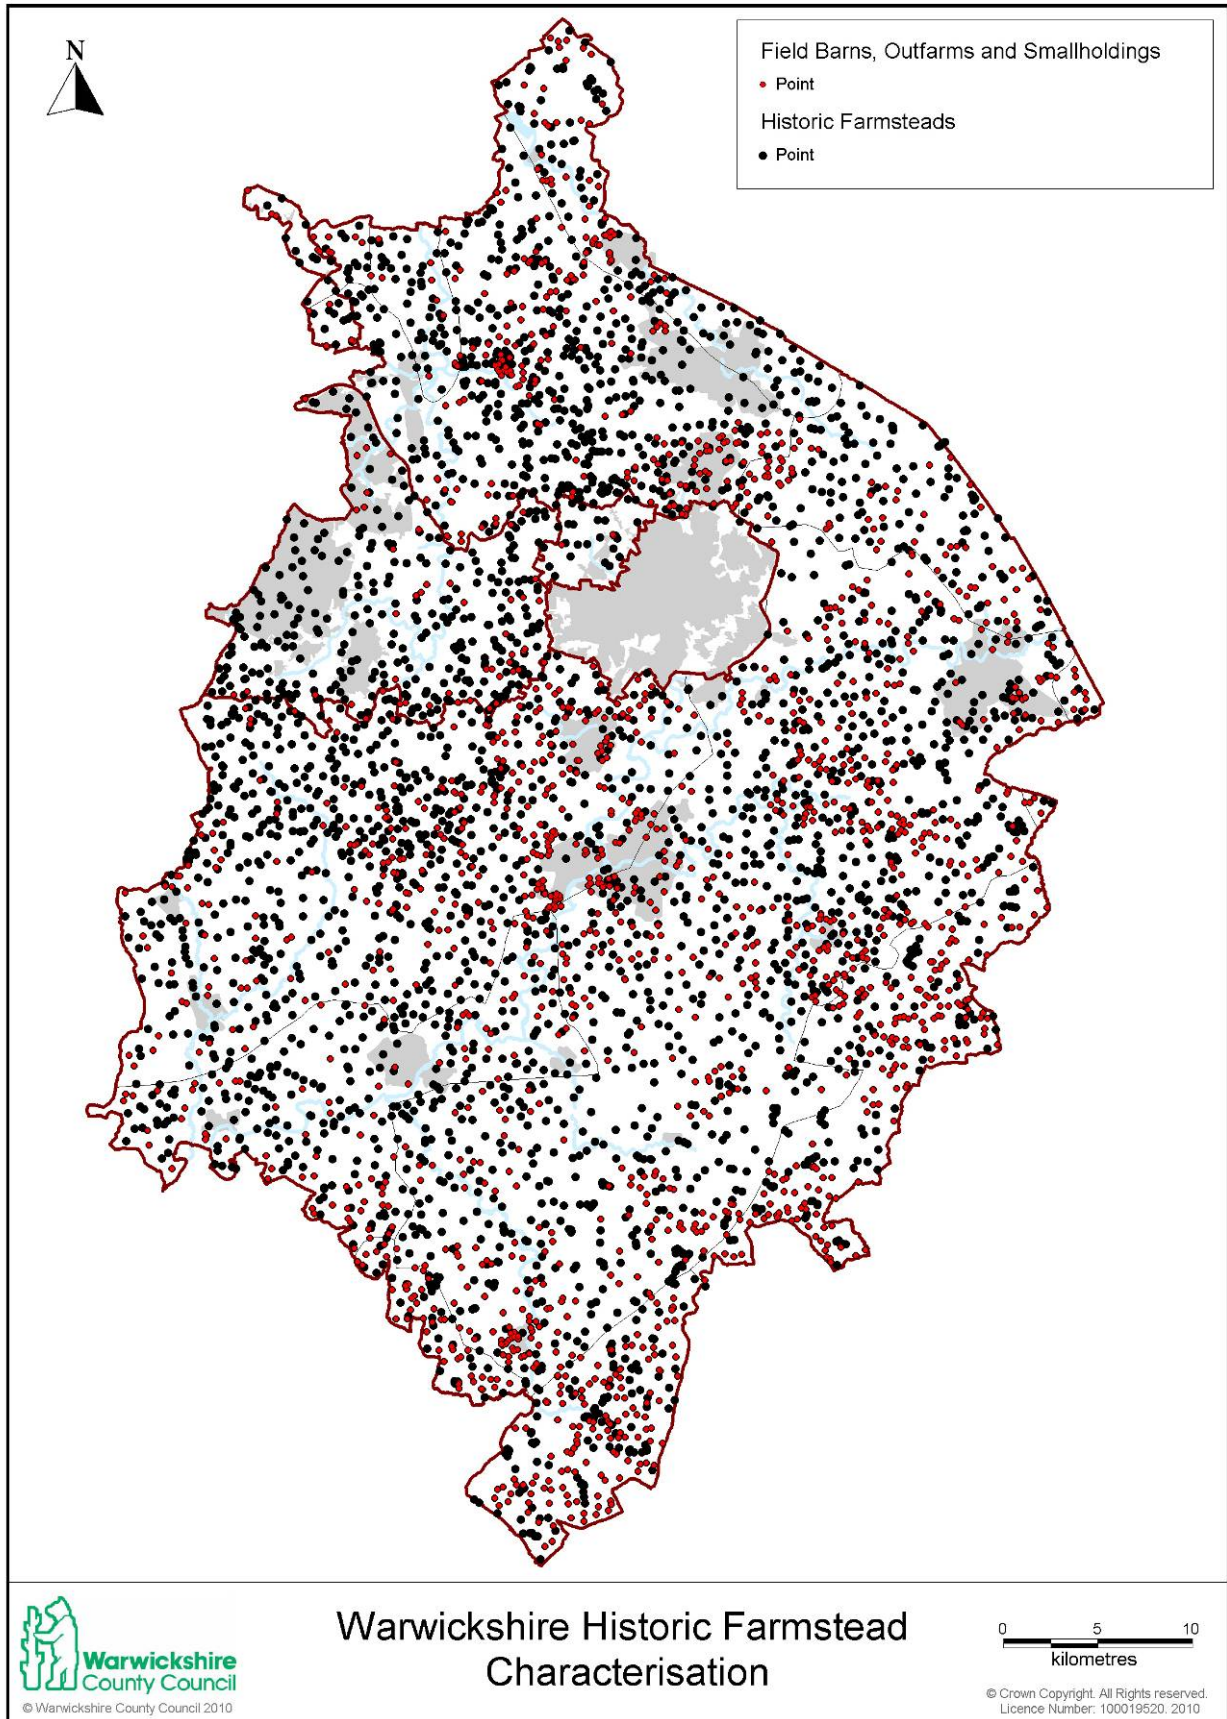 N
Field Barns, Outfarms and Smallholdings
Point
Historic Farmsteads
Point
Warwickshire
County Council
© Warwickshire County Council 2010
Warwickshire Historic Farmstead
Characterisation
0 5 10
kilometres
© Crown Copyright. All Rights reserved.
Licence Number: 100019520. 2010